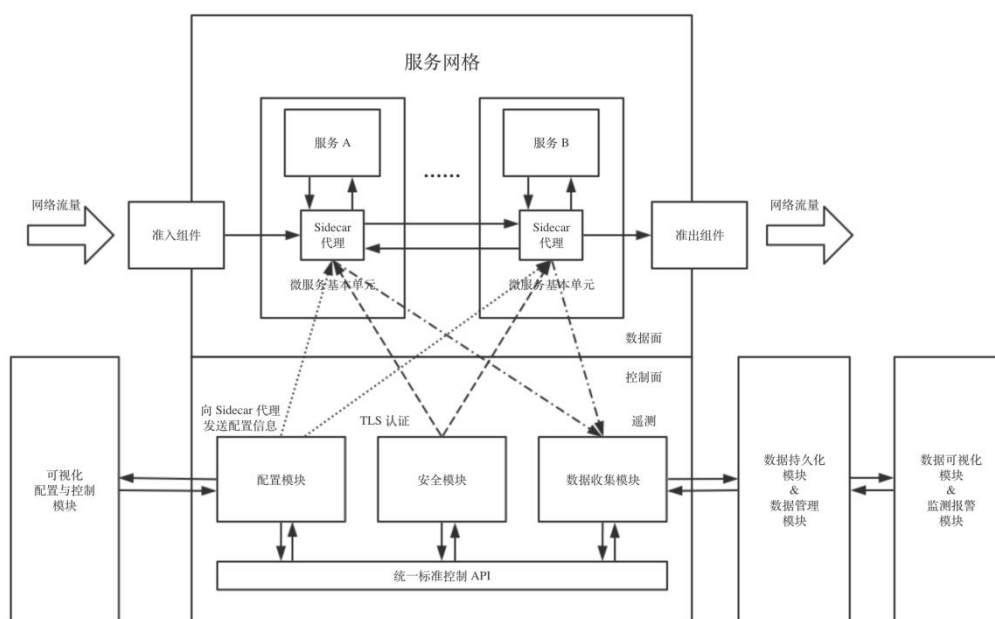 服务网格
服务 A
服务 B
……
网络流量
准入组件
Sidecar
代理
Sidecar
代理
准出组件
网络流量
微服务基本单元
微服务基本单元
数据面
控制面
向 Sidecar 代理
发送配置信息
TLS 认证
遥测
可视化
配置与控制
模块
配置模块
安全模块
数据收集模块
数据持久化
模块
&
数据管理
模块
数据可视化
模块
&
监测报警
模块
统一标准控制 API